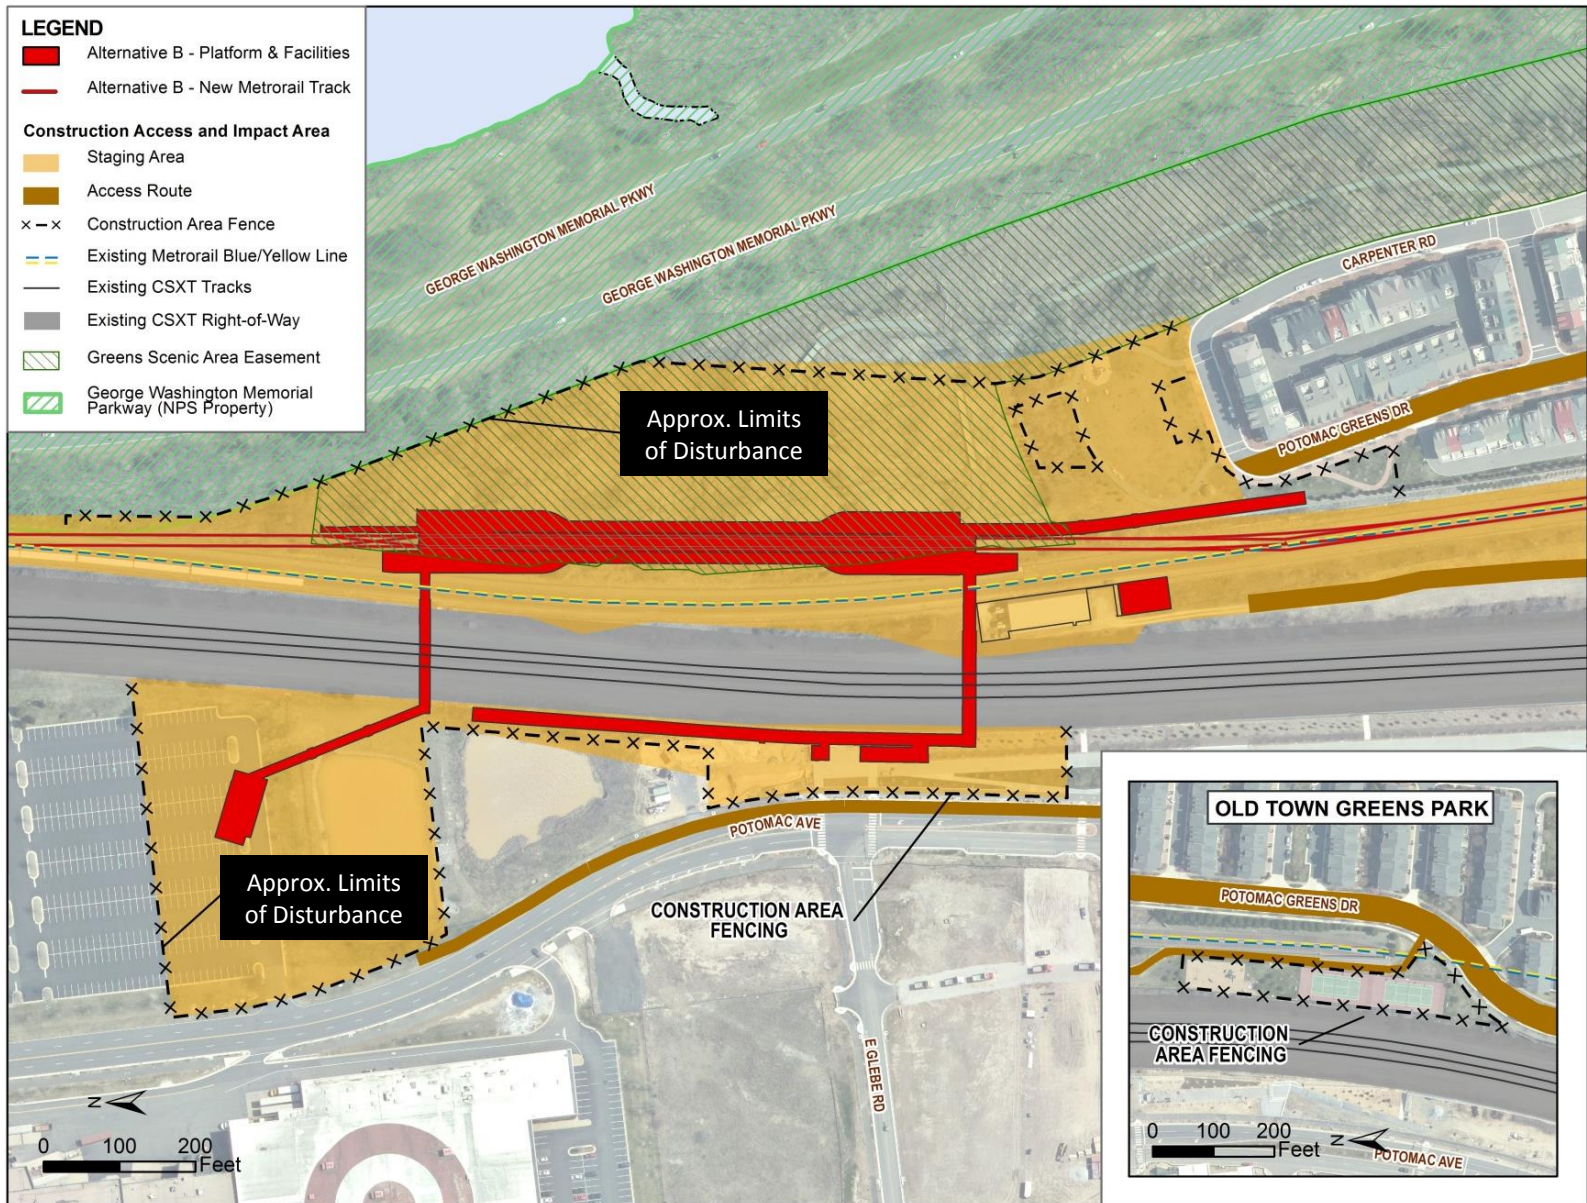 LEGEND
Alternative B - Platform & Facilities
Alternative B - New Metrorail Track
Construction Access and Impact Area
Staging Area
Access Route
Construction Area Fence
Existing Metrorail Blue/Yellow Line
Existing CSXT Tracks
Existing CSXT Right-of-Way
Greens Scenic Area Easement
George Washington Memorial
Parkway (NPS Property)
GEORGE WASHINGTON MEMORIAL PKWY
GEORGE WASHINGTON MEMORIAL PKWY
CARPENTER RD
Approx. Limits
of Disturbance
POTOMAC GREENS DR
POTOMAC AVE
Approx. Limits
of Disturbance
CONSTRUCTION AREA
FENCING
E GLEBE RD
N
0 100 200
Feet
OLD TOWN GREENS PARK
POTOMAC GREENS DR
CONSTRUCTION
AREA FENCING
N
0 100 200
Feet
POTOMAC AVE